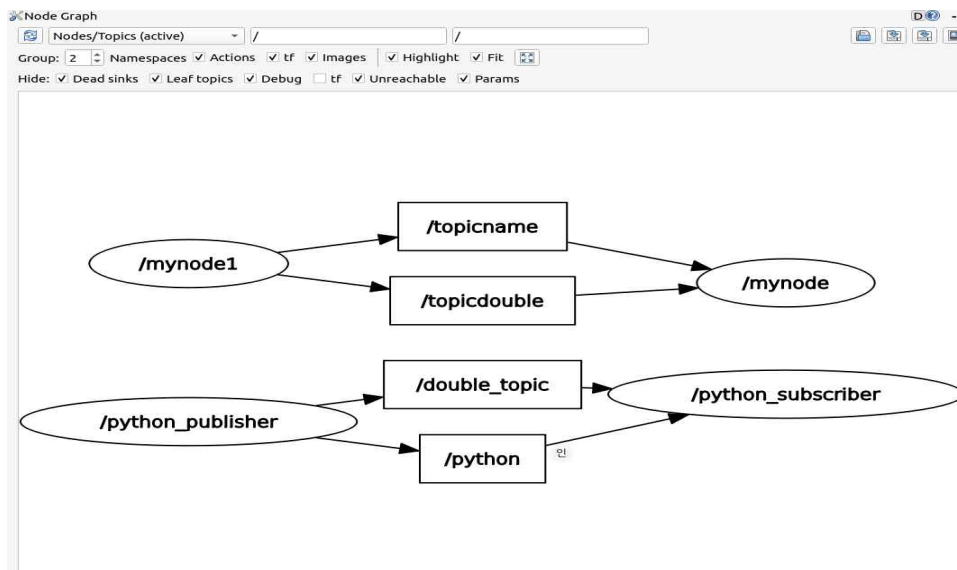 Node Graph D -
Nodes/Topics (active) / /
Group: 2 Namespaces Actions tf Images Highlight Fit
Hide: Dead sinks Leaf topics Debug tf Unreachable Params
/topicname
/mynode1
/mynode
/topicdouble
/double_topic
/python_subscriber
/python_publisher
/python 인